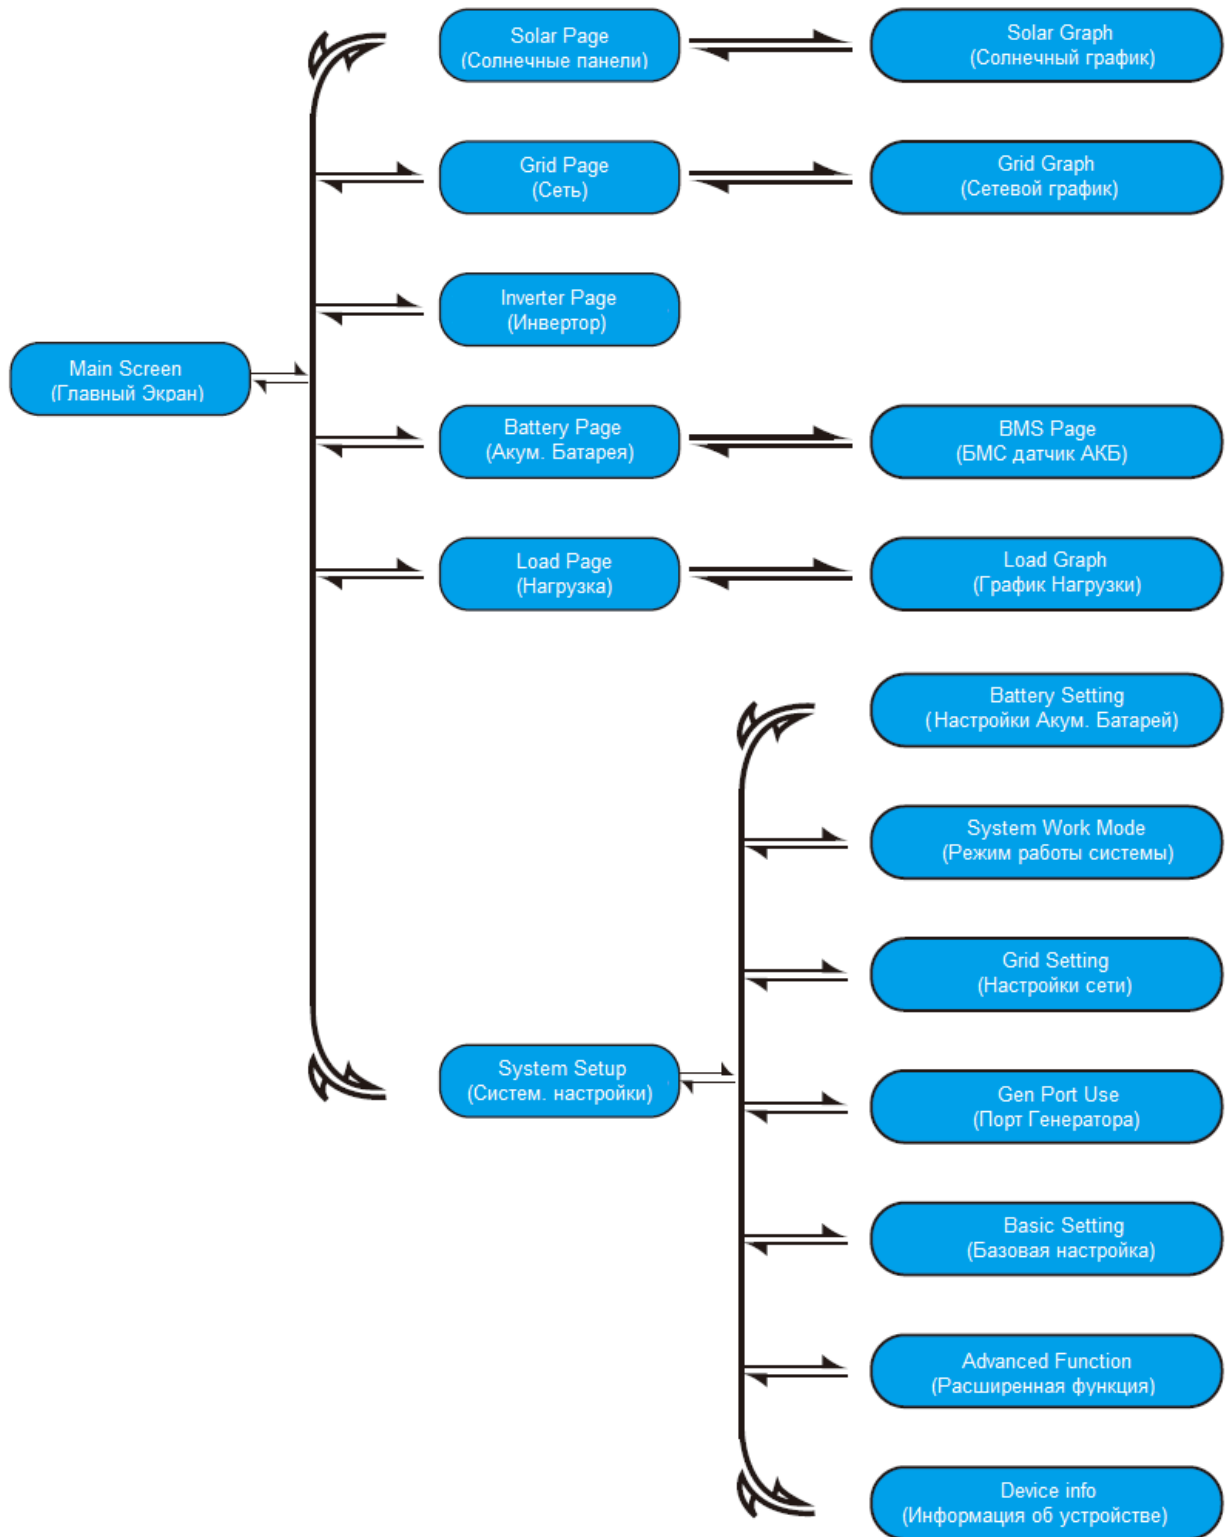 Solar Page
(Солнечные панели)
Solar Graph
(Солнечный график)
Grid Page
(Сеть)
Grid Graph
(Сетевой график)
Inverter Page
(Инвертор)
Main Screen
(Главный Экран)
Battery Page
(Акум. Батарея)
BMS Page
(БМС датчик АКБ)
Load Page
(Нагрузка)
Load Graph
(График Нагрузки)
Battery Setting
(Настройки Акум. Батарей)
System Work Mode
(Режим работы системы)
Grid Setting
(Настройки сети)
System Setup
(Систем. настройки)
Gen Port Use
(Порт Генератора)
Basic Setting
(Базовая настройка)
Advanced Function
(Расширенная функция)
Device info
(Информация об устройстве)